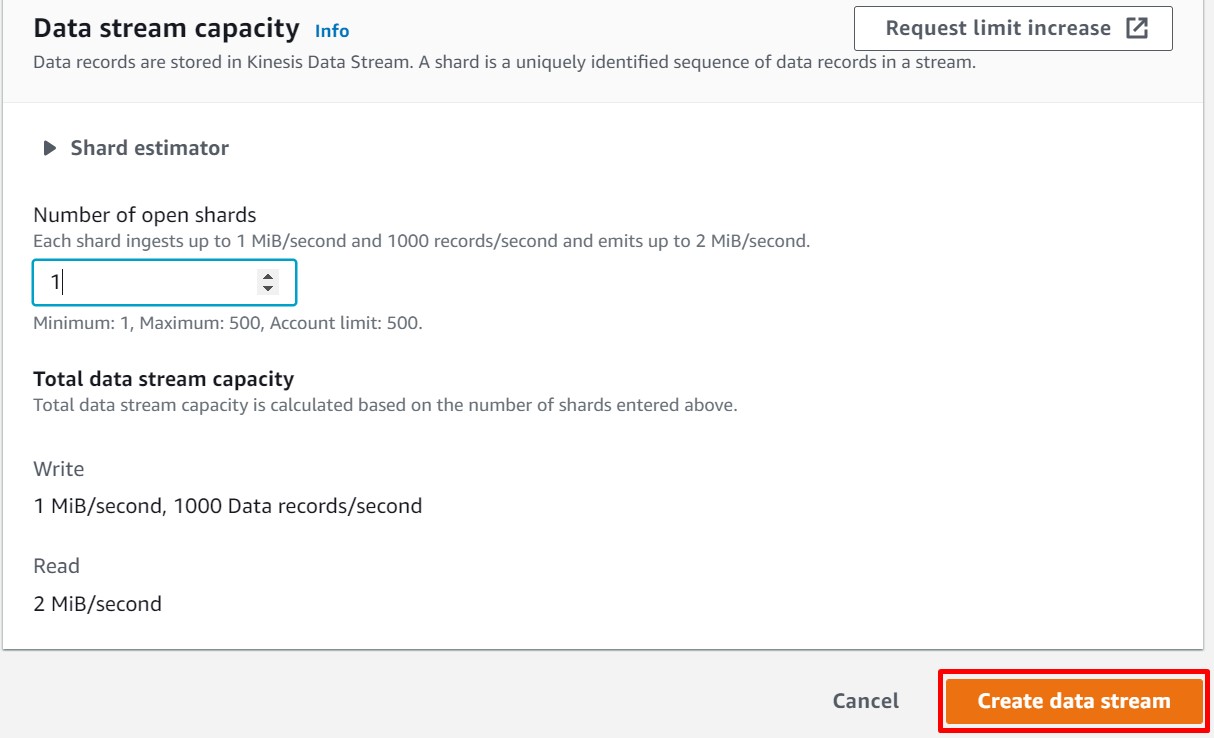 Data stream capacity Info
Request limit increase
Data records are stored in Kinesis Data Stream. A shard is a uniquely identified sequence of data records in a stream.
Shard estimator
Number of open shards
Each shard ingests up to 1 MiB/second and 1000 records/second and emits up to 2 MiB/second.
1
Minimum: 1, Maximum: 500, Account limit: 500.
Total data stream capacity
Total data stream capacity is calculated based on the number of shards entered above.
Write
1 MiB/second, 1000 Data records/second
Read
2 MiB/second
Cancel
Create data stream